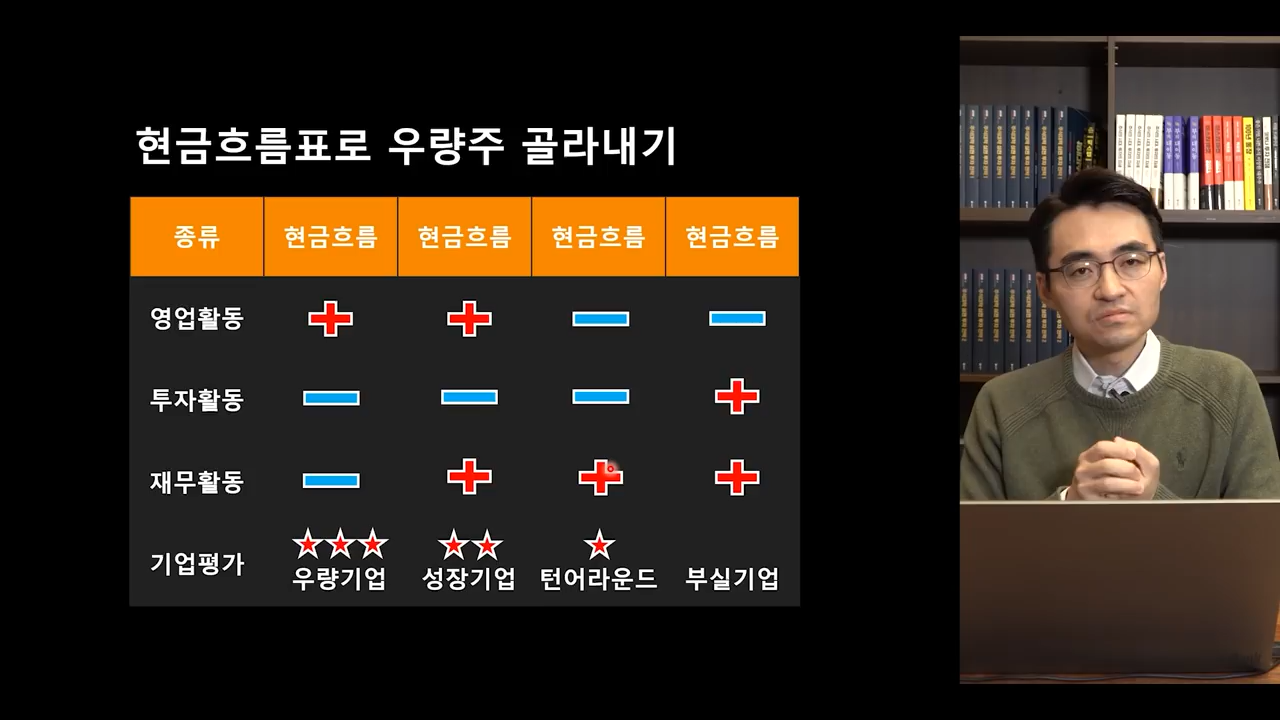 현금흐름표로 우량주 골라내기
종류 현금흐름 현금흐름 현금흐름 현금흐름
영업활동
투자활동
재무활동
기업평가 우량기업 성장기업 턴어라운드 부실기업